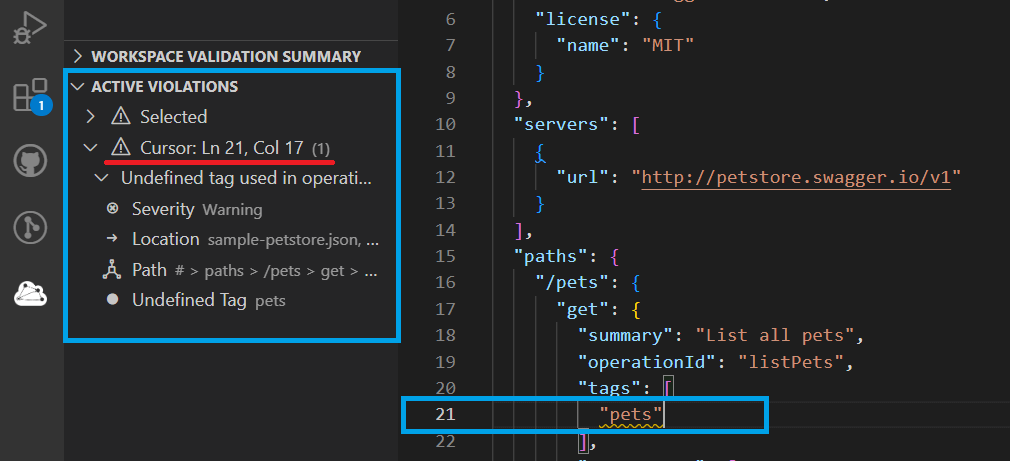 1
WORKSPACE VALIDATION SUMMARY
ACTIVE VIOLATIONS
Selected
Cursor: Ln 21, Col 17 (1)
Undefined tag used in operati...
Severity Warning
Location sample-petstore.json, ...
Path # > paths > /pets > get > ...
Undefined Tag pets
6 "license": {
7 "name": "MIT"
8 }
9 },
10 "servers": [
11 {
12 "url": "http://petstore.swagger.io/v1"
13 }
14 ],
15 "paths": {
16 "/pets": {
17 "get": {
18 "summary": "List all pets",
19 "operationId": "listPets",
20 "tags": [
21 "pets"
22 ],